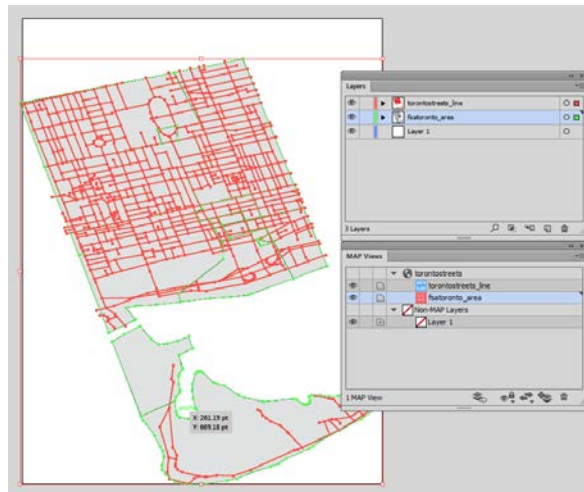 Layers
torontostreets_line
fsatoronto_area
Layer 1
3 Layers
MAP Views
torontostreets
torontostreets_line
fsatoronto_area
Non-MAP Layers
Layer 1
1 MAP View
X: 261.19 pt
Y: 669.18 pt